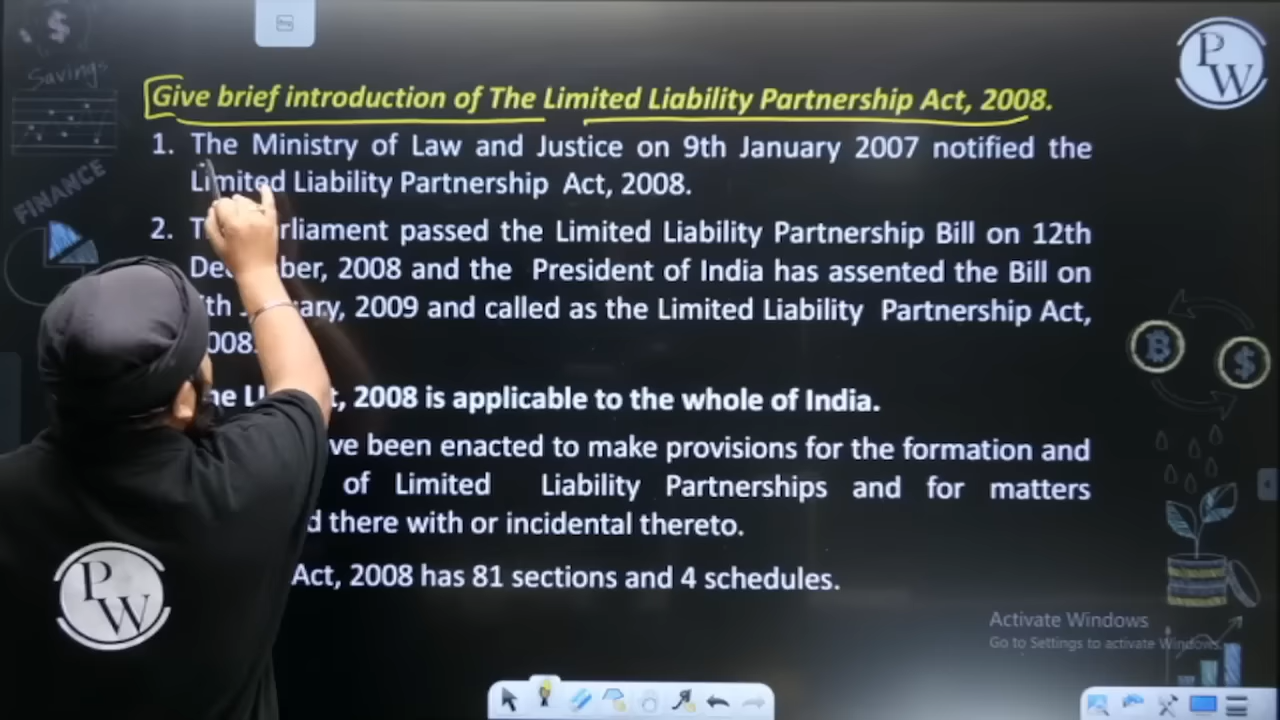 Savings
FINANCE
P
W
Give brief introduction of The Limited Liability Partnership Act, 2008.
1. The Ministry of Law and Justice on 9th January 2007 notified the
Limited Liability Partnership Act, 2008.
2. rliament passed the Limited Liability Partnership Bill on 12th
ber, 2008 and the President of India has assented the Bill on
th ary, 2009 and called as the Limited Liability Partnership Act,
008.
, 2008 is applicable to the whole of India.
ve been enacted to make provisions for the formation and
of Limited Liability Partnerships and for matters
d there with or incidental thereto.
Act, 2008 has 81 sections and 4 schedules.
P
W
Activate Windows
Go to Settings to activate Windows.